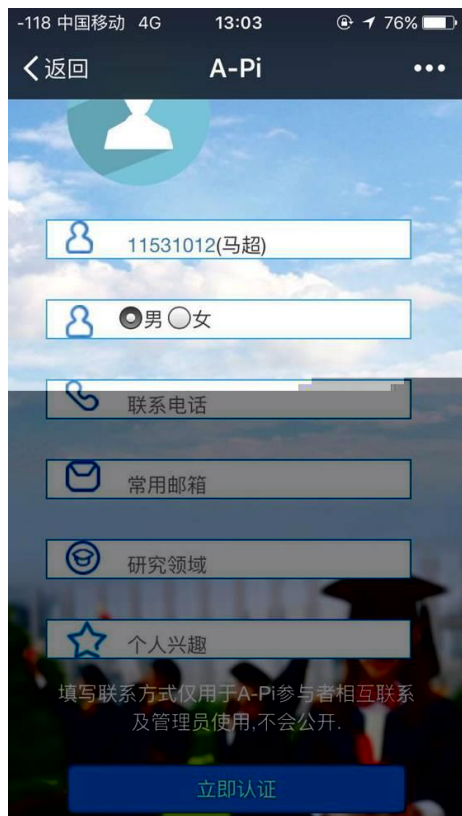 -118 中国移动 4G 13:03 76%
返回 A-Pi
11531012(马超)
男 女
联系电话
常用邮箱
研究领域
个人兴趣
填写联系方式仅用于A-Pi参与者相互联系
及管理员使用,不会公开.
立即认证